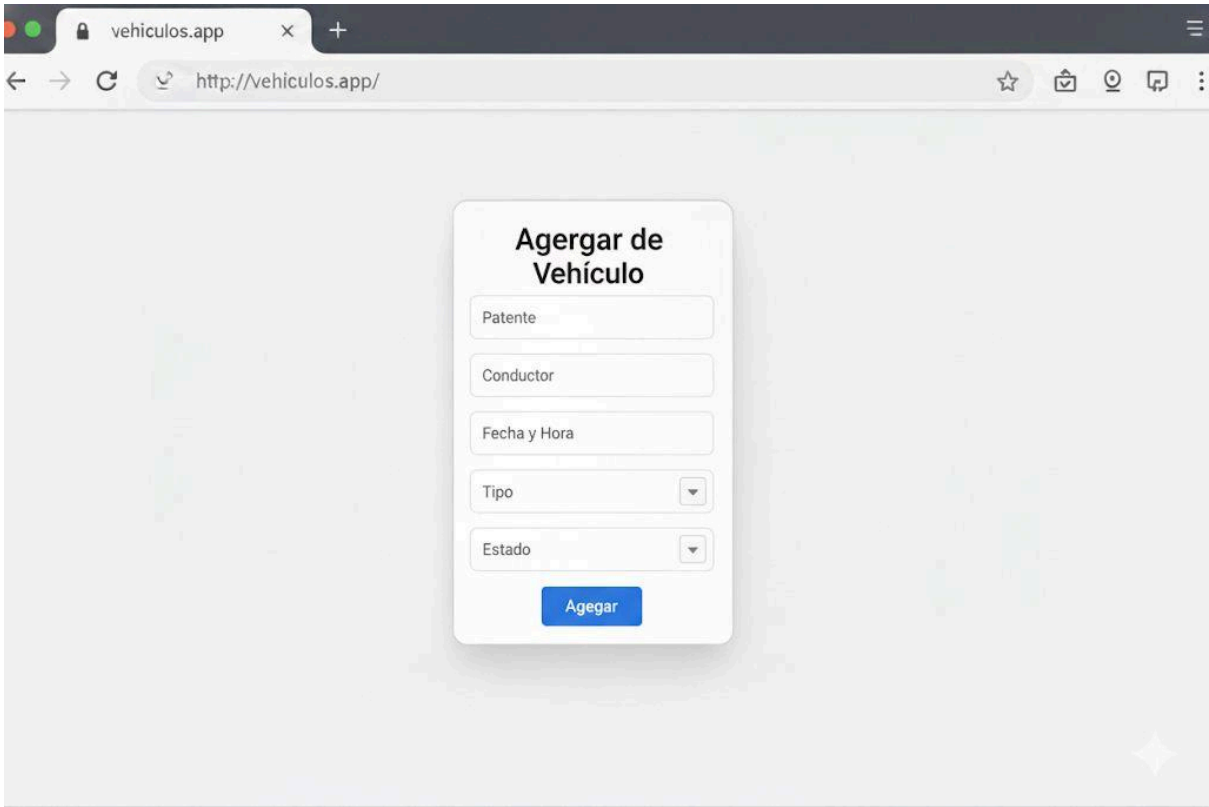 vehiculos.app
http://vehiculos.app/
Agergar de
Vehículo
Patente
Conductor
Fecha y Hora
Tipo
Estado
Agegar